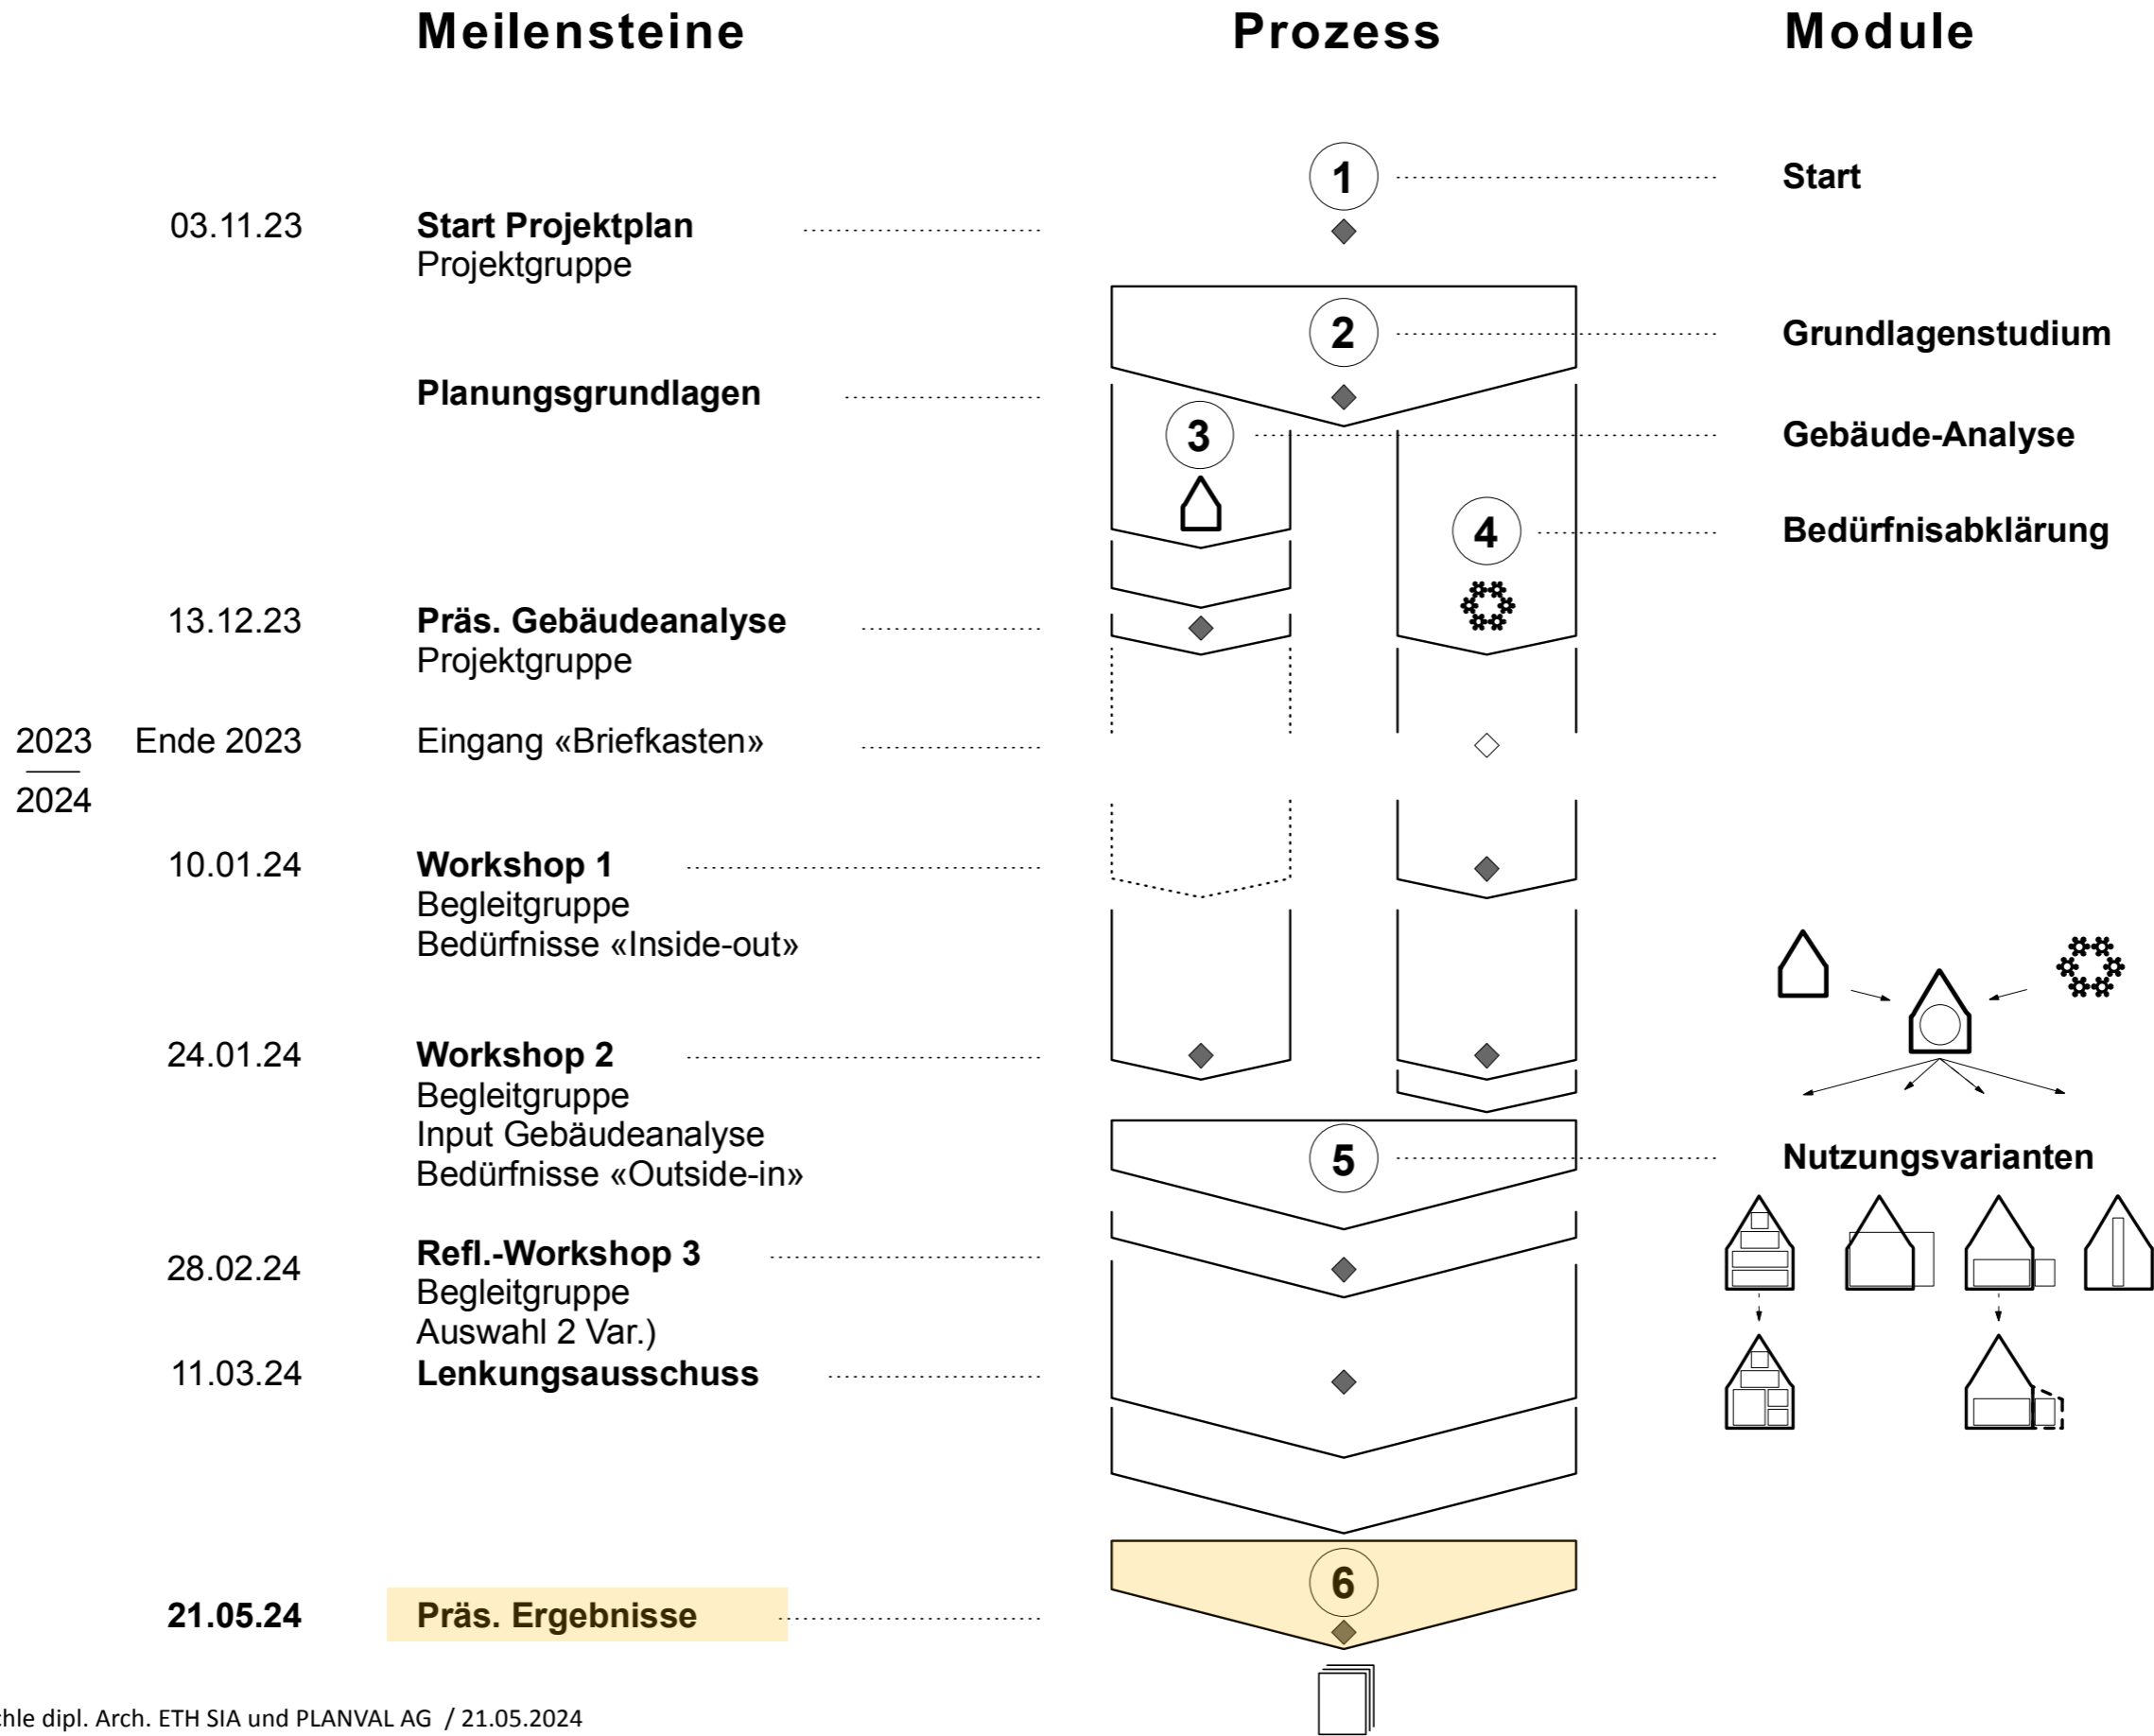 Meilensteine Prozess Module
1 Start
03.11.23 Start Projektplan
Projektgruppe
2 Grundlagenstudium
Planungsgrundlagen
3 Gebäude-Analyse
4 Bedürfnisabklärung
13.12.23 Präs. Gebäudeanalyse
Projektgruppe
2023 Ende 2023 Eingang «Briefkasten»
2024
10.01.24 Workshop 1
Begleitgruppe
Bedürfnisse «Inside-out»
24.01.24 Workshop 2
Begleitgruppe
Input Gebäudeanalyse
Bedürfnisse «Outside-in»
5 Nutzungsvarianten
28.02.24 Refl.-Workshop 3
Begleitgruppe
Auswahl 2 Var.)
11.03.24 Lenkungsausschuss
6
21.05.24 Präs. Ergebnisse
dipl. Arch. ETH SIA und PLANVAL AG / 21.05.2024